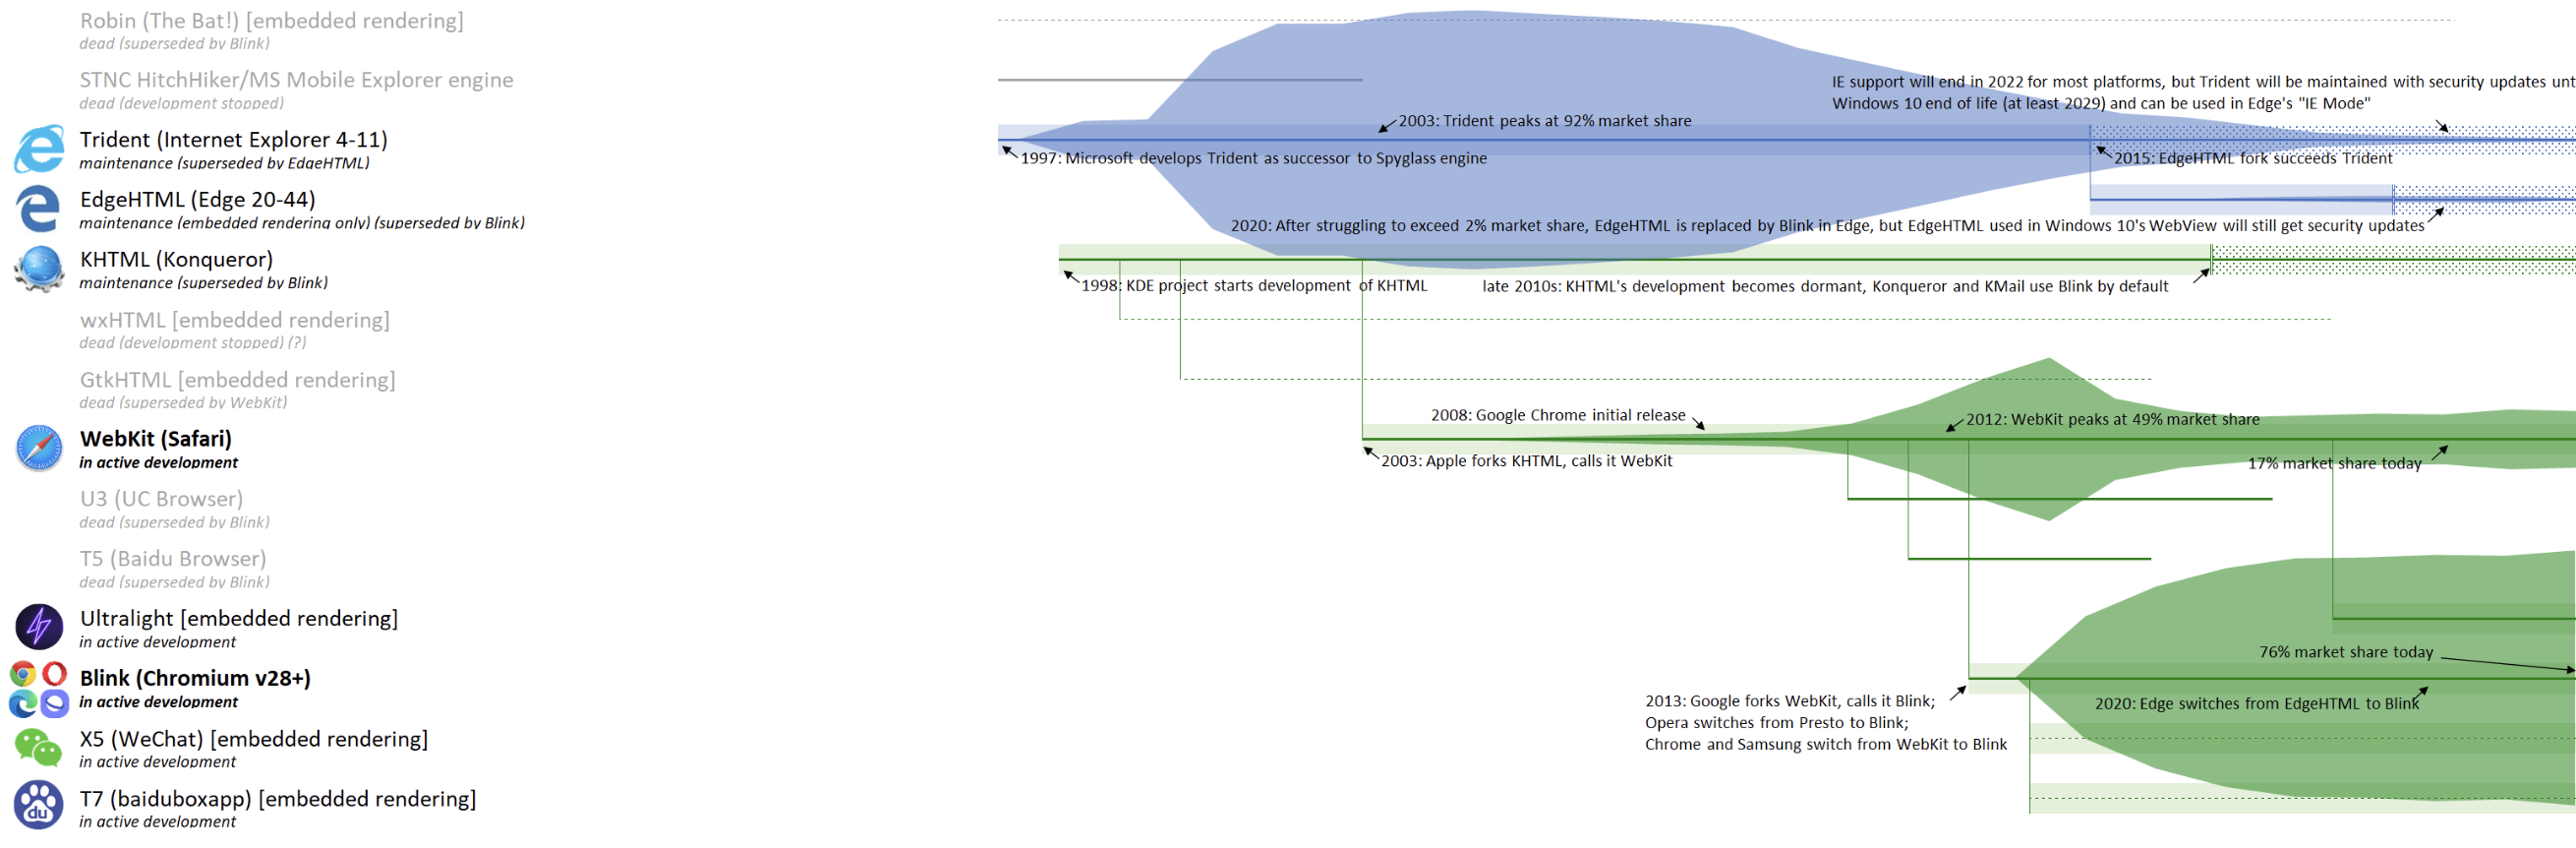 Robin (The Bat!) [embedded rendering]
dead (superseded by Blink)
STNC HitchHiker/MS Mobile Explorer engine
dead (development stopped)
IE support will end in 2022 for most platforms, but Trident will be maintained with security updates unt
Windows 10 end of life (at least 2029) and can be used in Edge's "IE Mode"
Trident (Internet Explorer 4-11)
maintenance (superseded by EdgeHTML)
2003: Trident peaks at 92% market share
1997: Microsoft develops Trident as successor to Spyglass engine
2015: EdgeHTML fork succeeds Trident
EdgeHTML (Edge 20-44)
maintenance (embedded rendering only) (superseded by Blink)
2020: After struggling to exceed 2% market share, EdgeHTML is replaced by Blink in Edge, but EdgeHTML used in Windows 10's WebView will still get security updates
KHTML (Konqueror)
maintenance (superseded by Blink)
1998: KDE project starts development of KHTML
late 2010s: KHTML's development becomes dormant, Konqueror and KMail use Blink by default
wxHTML [embedded rendering]
dead (development stopped) (?)
GtkHTML [embedded rendering]
dead (superseded by WebKit)
WebKit (Safari)
in active development
2008: Google Chrome initial release
2012: WebKit peaks at 49% market share
2003: Apple forks KHTML, calls it WebKit
17% market share today
U3 (UC Browser)
dead (superseded by Blink)
T5 (Baidu Browser)
dead (superseded by Blink)
Ultralight [embedded rendering]
in active development
76% market share today
Blink (Chromium v28+)
in active development
2013: Google forks WebKit, calls it Blink;
Opera switches from Presto to Blink;
Chrome and Samsung switch from WebKit to Blink
2020: Edge switches from EdgeHTML to Blink
X5 (WeChat) [embedded rendering]
in active development
du
T7 (baiduboxapp) [embedded rendering]
in active development